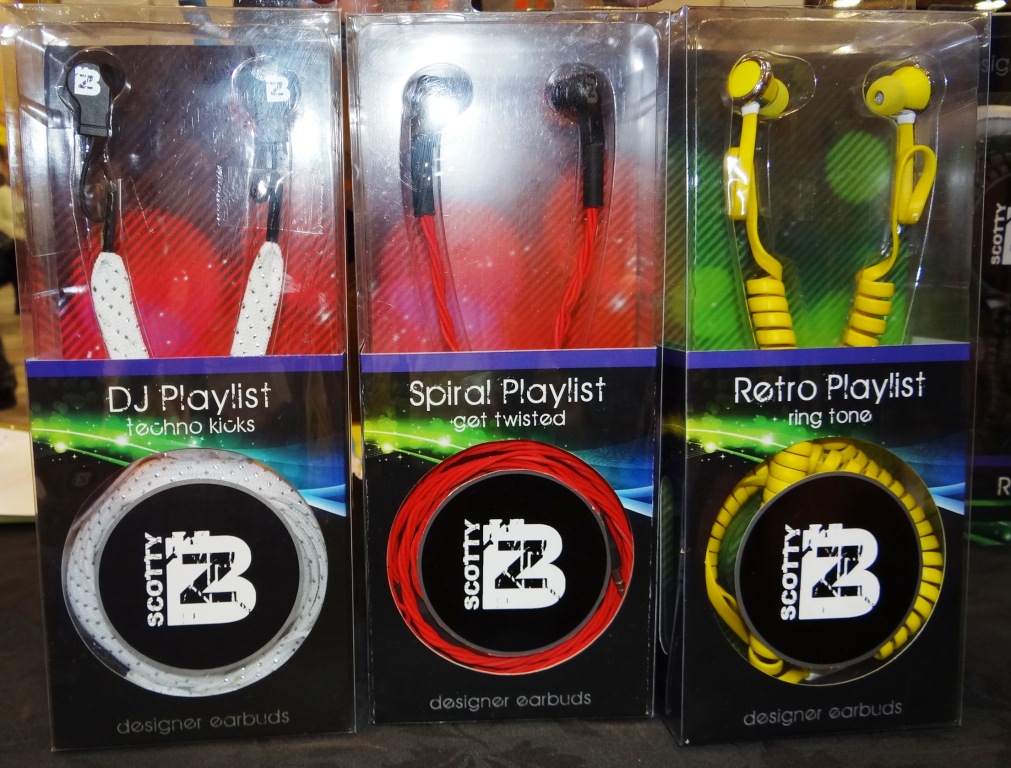 DJ Playlist
techno kicks
SCOTTY
designer earbuds
Spiral Playlist
get twisted
SCOTTY
designer earbuds
Retro Playlist
ring tone
SCOTTY
designer earbuds
SCOTTY